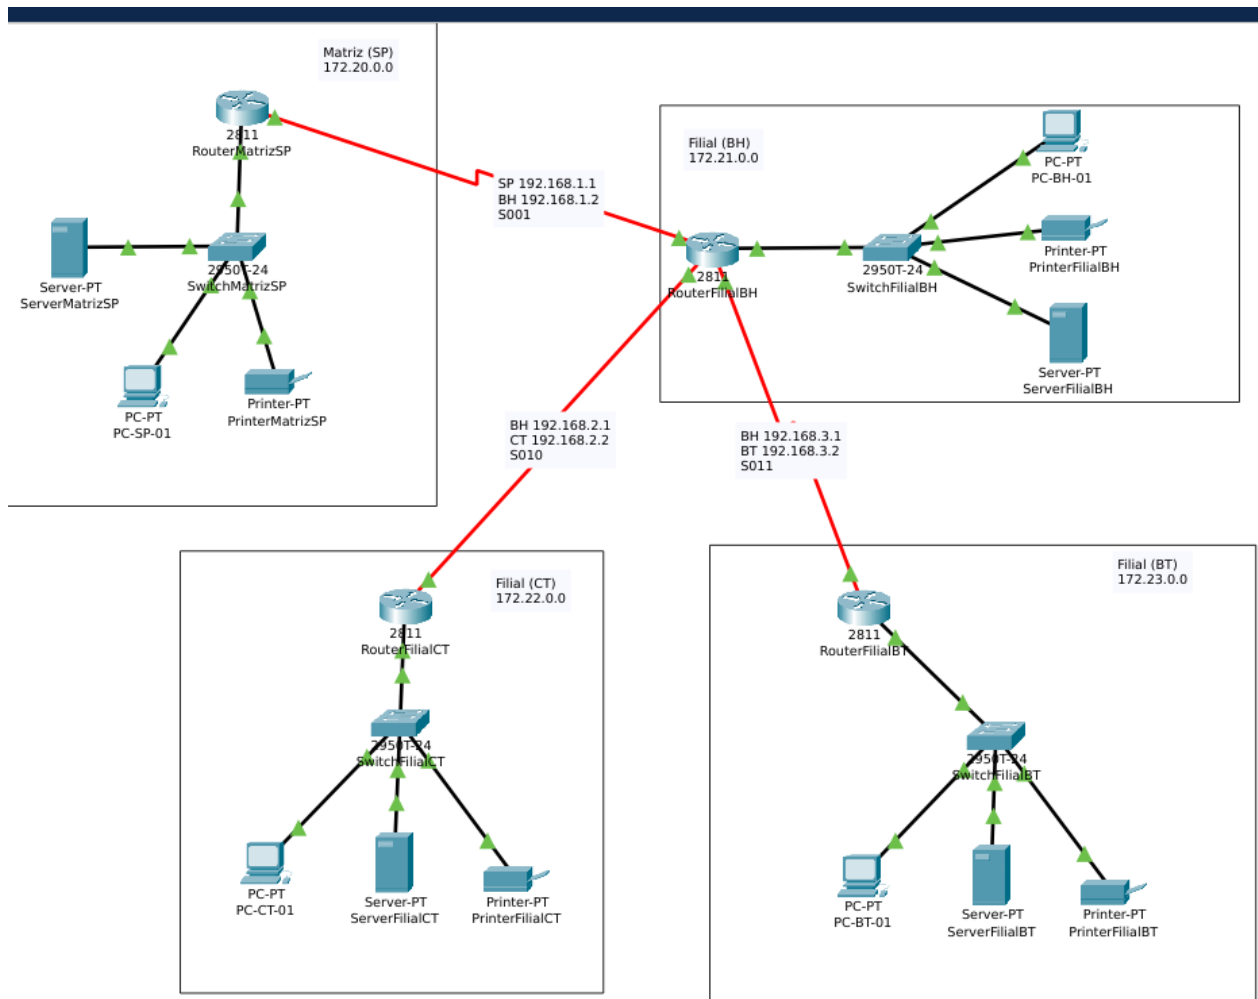 Matriz (SP)
172.20.0.0
2811
RouterMatrizSP
Server-PT
ServerMatrizSP
2950T-24
SwitchMatrizSP
PC-PT
PC-SP-01
Printer-PT
PrinterMatrizSP
SP 192.168.1.1
BH 192.168.1.2
S001
Filial (BH)
172.21.0.0
2811
RouterFilialBH
2950T-24
SwitchFilialBH
PC-PT
PC-BH-01
Printer-PT
PrinterFilialBH
Server-PT
ServerFilialBH
BH 192.168.2.1
CT 192.168.2.2
S010
BH 192.168.3.1
BT 192.168.3.2
S011
Filial (CT)
172.22.0.0
2811
RouterFilialCT
2950T-24
SwitchFilialCT
PC-PT
PC-CT-01
Server-PT
ServerFilialCT
Printer-PT
PrinterFilialCT
Filial (BT)
172.23.0.0
2811
RouterFilialBT
2950T-24
SwitchFilialBT
PC-PT
PC-BT-01
Server-PT
ServerFilialBT
Printer-PT
PrinterFilialBT